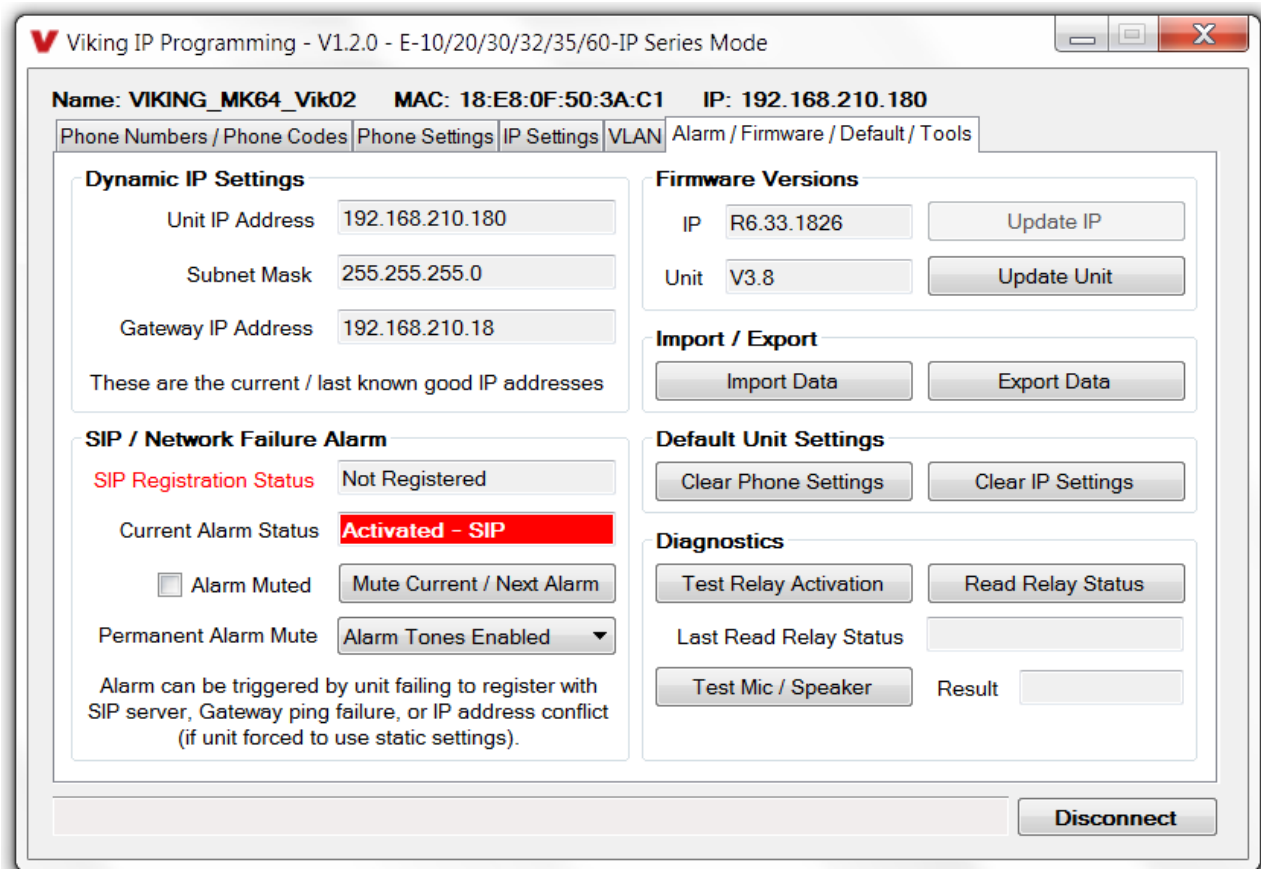 Viking IP Programming - V1.2.0 - E-10/20/30/32/35/60-IP Series Mode
Name: VIKING_MK64_Vik02 MAC: 18:E8:0F:50:3A:C1 IP: 192.168.210.180
Phone Numbers / Phone Codes Phone Settings IP Settings VLAN Alarm / Firmware / Default / Tools
Dynamic IP Settings
Unit IP Address 192.168.210.180
Subnet Mask 255.255.255.0
Gateway IP Address 192.168.210.18
These are the current / last known good IP addresses
SIP / Network Failure Alarm
SIP Registration Status Not Registered
Current Alarm Status Activated - SIP
Alarm Muted Mute Current / Next Alarm
Permanent Alarm Mute Alarm Tones Enabled
Alarm can be triggered by unit failing to register with
SIP server, Gateway ping failure, or IP address conflict
(if unit forced to use static settings).
Firmware Versions
IP R6.33.1826 Update IP
Unit V3.8 Update Unit
Import / Export
Import Data Export Data
Default Unit Settings
Clear Phone Settings Clear IP Settings
Diagnostics
Test Relay Activation Read Relay Status
Last Read Relay Status
Test Mic / Speaker Result
Disconnect